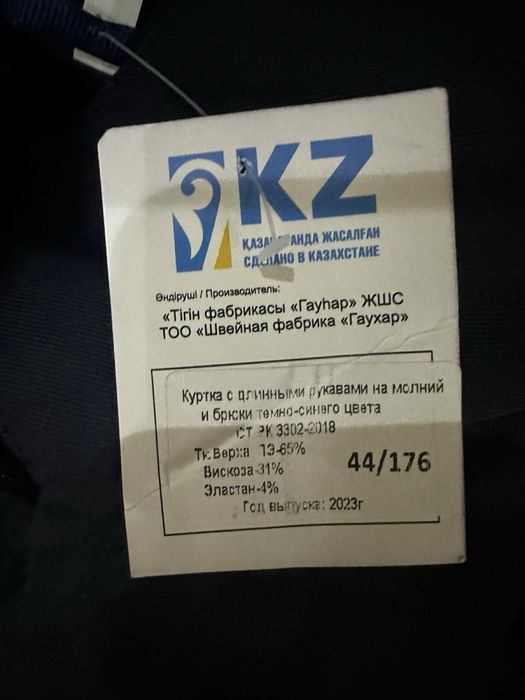 KZ
ҚАЗАҚСТАНДА ЖАСАЛҒАН
СДЕЛАНО В КАЗАХСТАНЕ
Өндіруші / Производитель:
«Тігін фабрикасы «Гауһар» ЖШС
ТОО «Швейная фабрика «Гаухар»
Куртка с длинными рукавами на молний
и брюки темно-синего цвета
СТ РК 3302-2018
Тк.Верха ПЭ-65%
Вискоза-31%
44/176
Эластан-4%
Год выпуска: 2023г